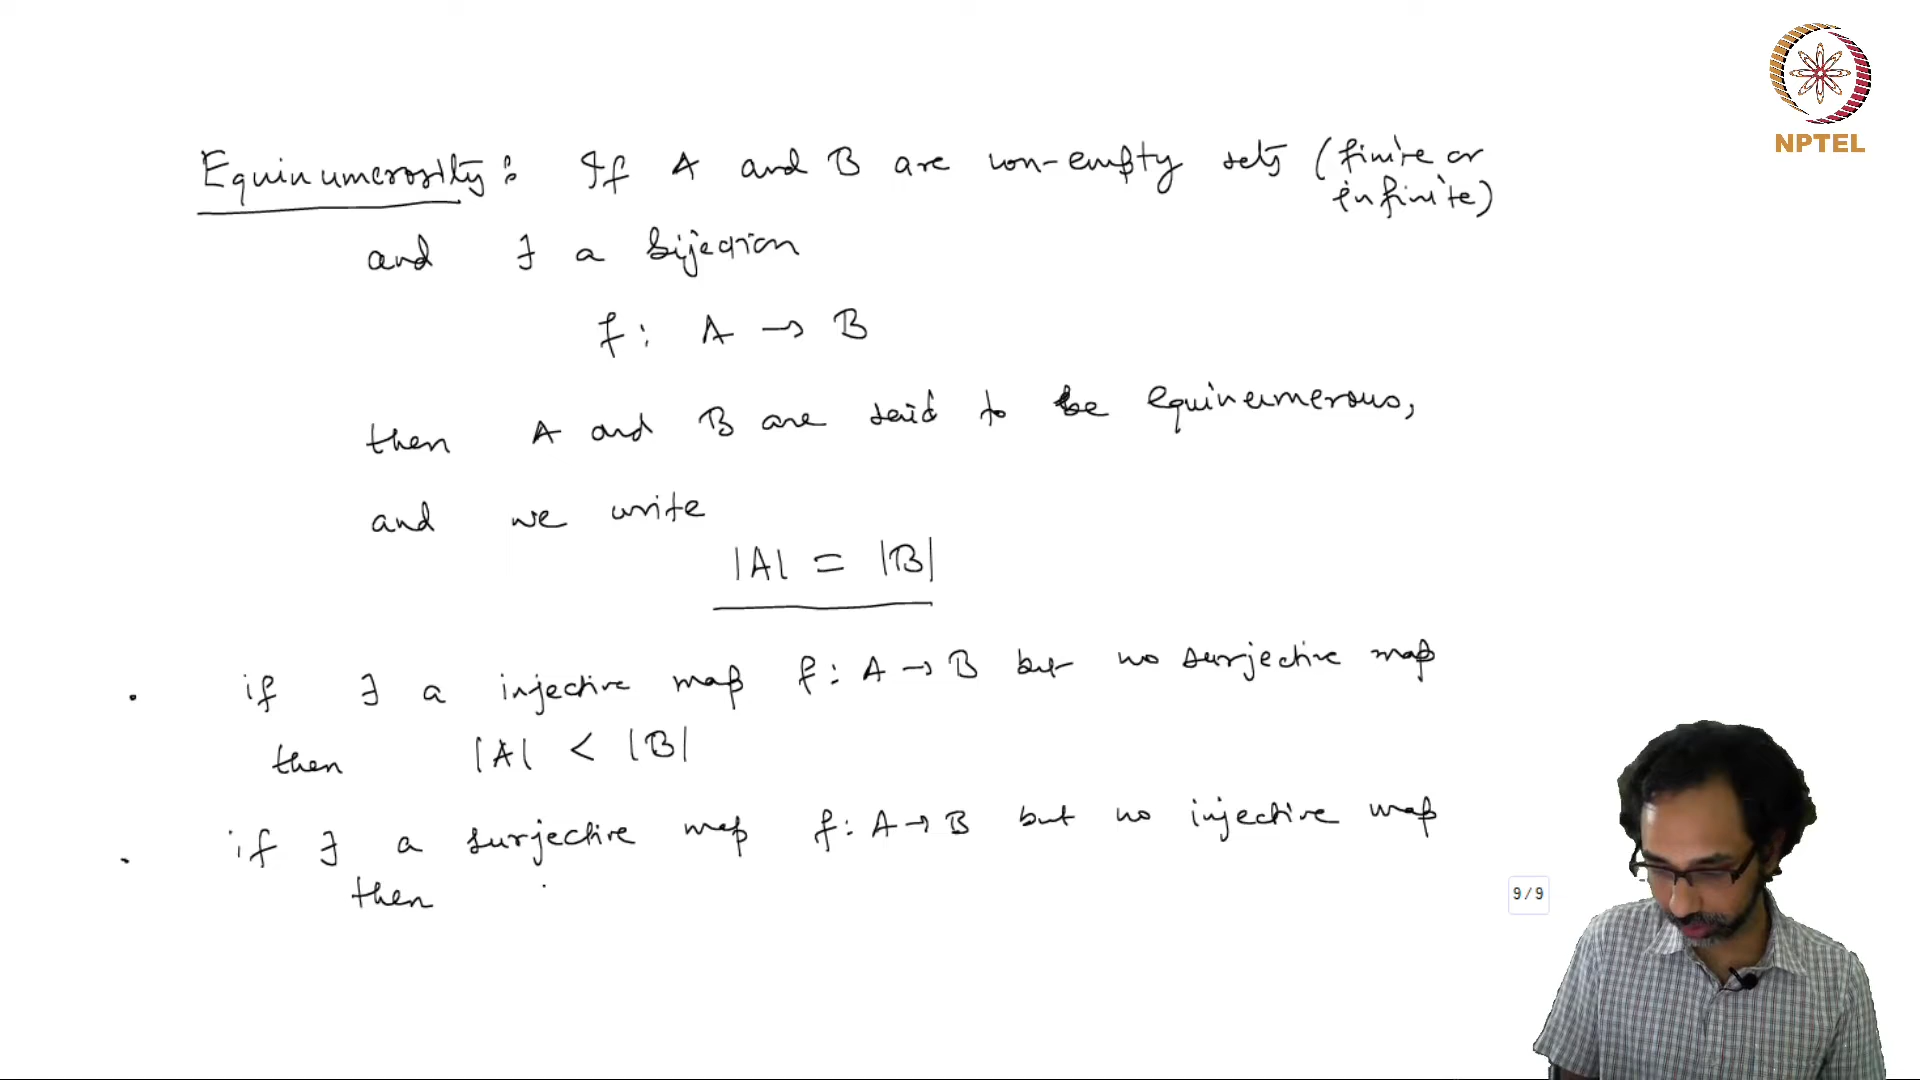 NPTEL
Equinumerosity : If A and B are non-empty sets (finite or
infinite)
and ∃ a bijection
f : A → B
then A and B are said to be equinumerous,
and we write
|A| = |B|
. if ∃ a injective map f : A → B but no surjective map
then |A| < |B|
. if ∃ a surjective map f : A → B but no injective map
then
9/9